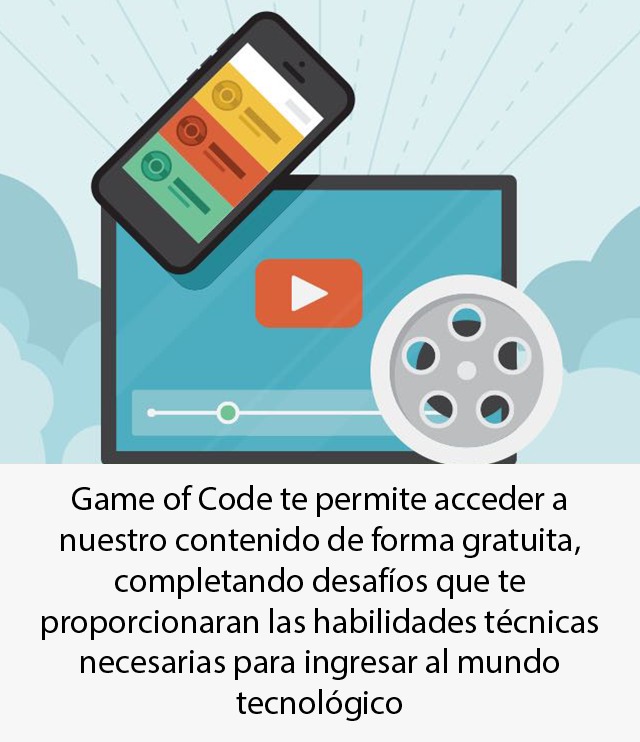 Game of Code te permite acceder a
nuestro contenido de forma gratuita,
completando desafíos que te
proporcionaran las habilidades técnicas
necesarias para ingresar al mundo
tecnológico